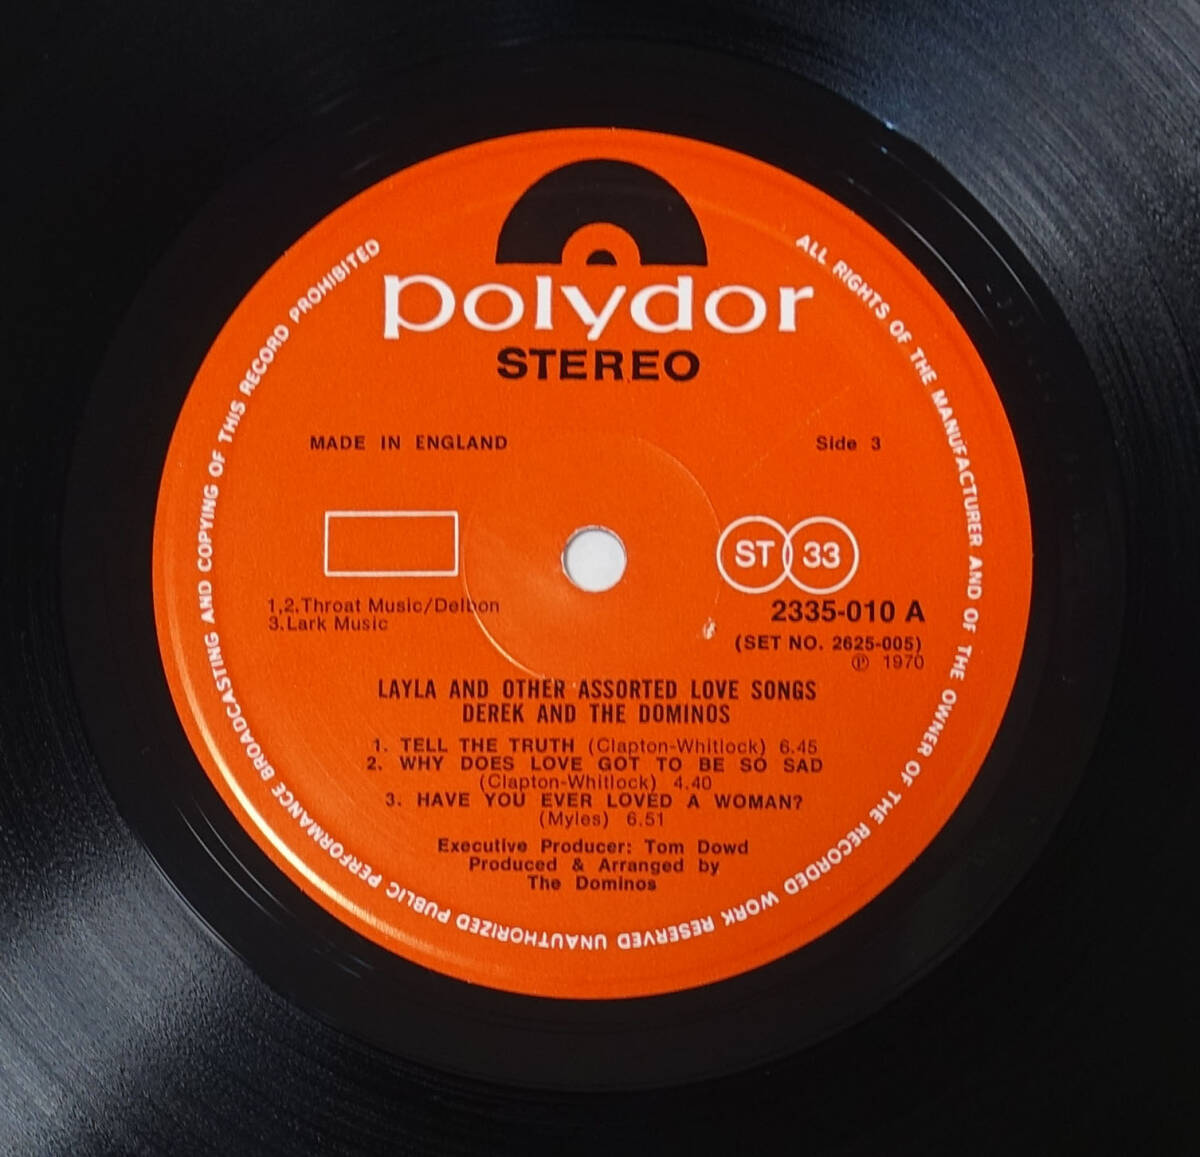 polydor
STEREO
MADE IN ENGLAND
Side 3
ST 33
1,2.Throat Music/Delbon
3.Lark Music
2335-010 A
(SET NO. 2625-005)
℗ 1970
LAYLA AND OTHER ASSORTED LOVE SONGS
DEREK AND THE DOMINOS
1. TELL THE TRUTH (Clapton-Whitlock) 6.45
2. WHY DOES LOVE GOT TO BE SO SAD
(Clapton-Whitlock) 4.40
3. HAVE YOU EVER LOVED A WOMAN?
(Myles) 6.51
Executive Producer: Tom Dowd
Produced & Arranged by
The Dominos
ALL RIGHTS OF THE MANUFACTURER AND OF THE OWNER OF THE RECORDED WORK RESERVED UNAUTHORIZED PUBLIC PERFORMANCE BROADCASTING AND COPYING OF THIS RECORD PROHIBITED